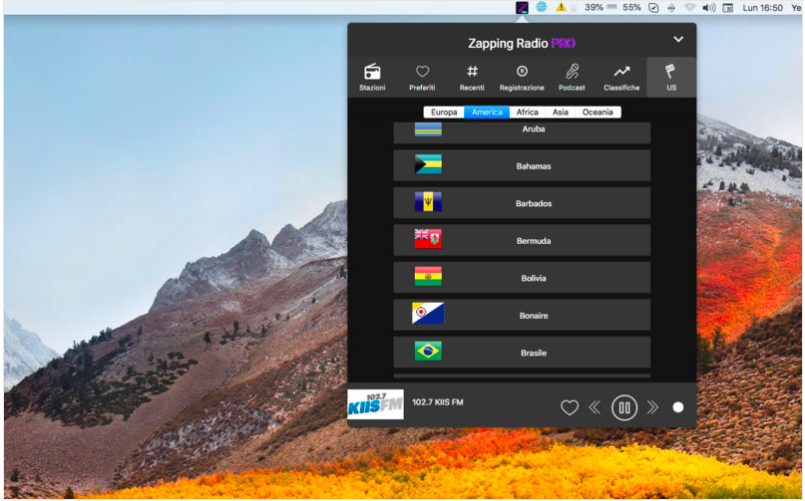 39% 55% Lun 16:50 Ye
Zapping Radio PRO
Stazioni Preferiti Recenti Registrazione Podcast Classifiche US
Europa America Africa Asia Oceania
Aruba
Bahamas
Barbados
Bermuda
Bolivia
Bonaire
Brasile
102.7
KIIS FM
102.7 KIIS FM